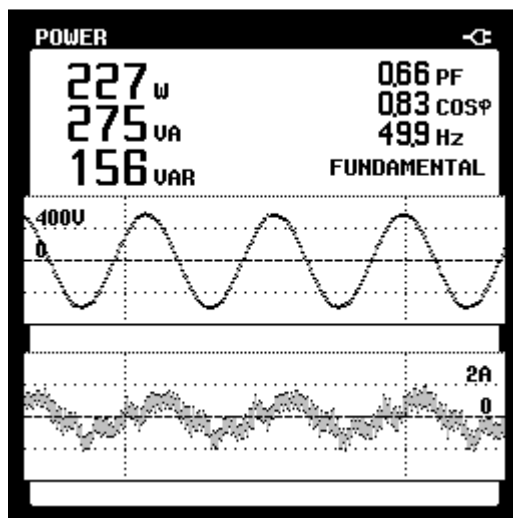 POWER
227 W
0,66 PF
275 VA
0,83 COSφ
49,9 Hz
156 VAR
FUNDAMENTAL
400V
0
2A
0